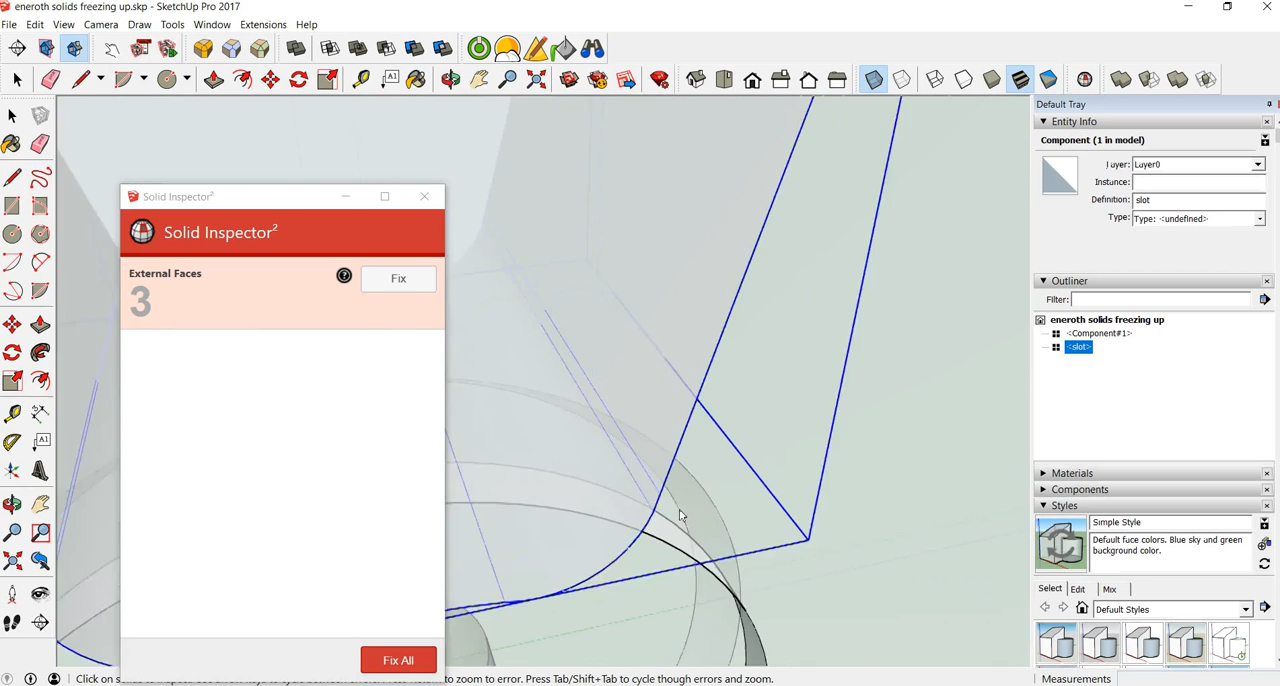 eneroth solids freezing up.skp - SketchUp Pro 2017
File Edit View Camera Draw Tools Window Extensions Help
Default Tray
Entity Info
Component (1 in model)
Layer: Layer0
Instance:
Definition: slot
Type: Type: <undefined>
Outliner
Filter:
eneroth solids freezing up
<Component#1>
<slot>
Materials
Components
Styles
Simple Style
Default face colors. Blue sky and green
background color.
Select Edit Mix
Default Styles
Solid Inspector²
Solid Inspector²
External Faces
Fix
3
Fix All
to zoom to error. Press Tab/Shift+Tab to cycle though errors and zoom.
Measurements